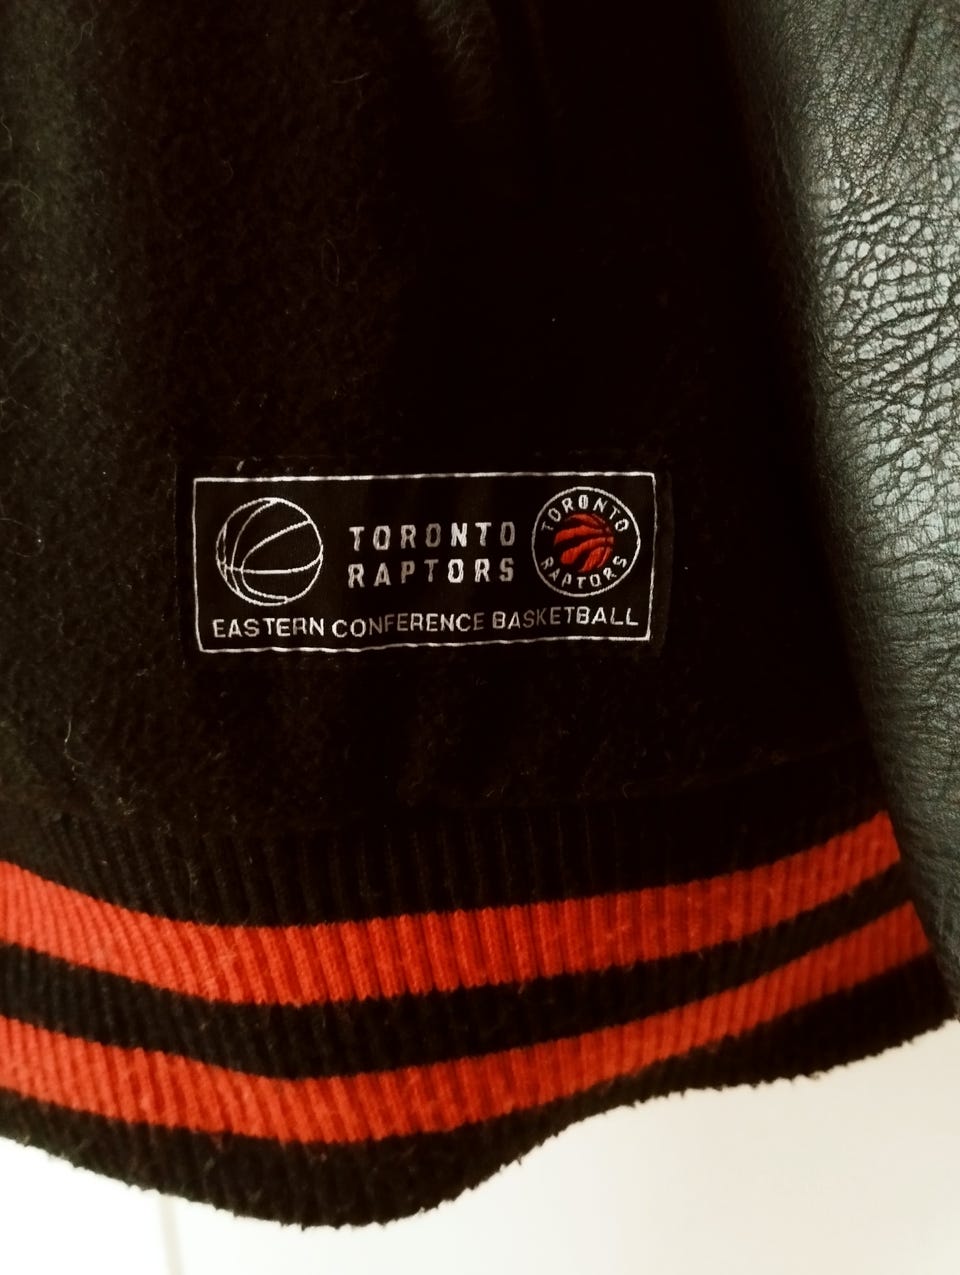 TORONTO
RAPTORS
TORONTO
RAPTORS
EASTERN CONFERENCE BASKETBALL